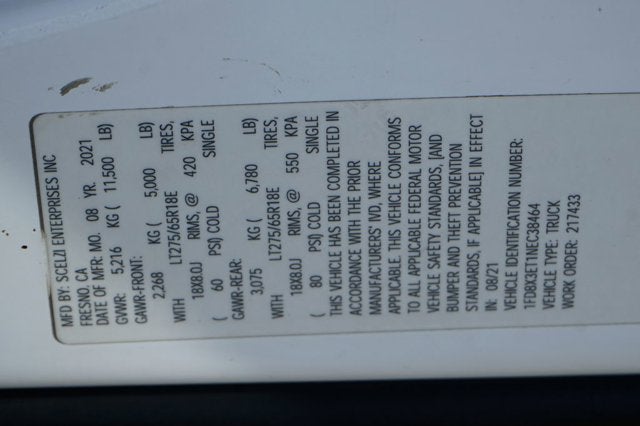 MFD BY: SCELZI ENTERPRISES INC
FRESNO, CA
DATE OF MFR: MO. 08 YR. 2021
GVWR: 5,216 KG ( 11,500 LB)
GAWR-FRONT:
2,268 KG ( 5,000 LB)
WITH LT275/65R18E TIRES,
18X8.0J RIMS, @ 420 KPA
( 60 PSI) COLD SINGLE
GAWR-REAR:
3,075 KG ( 6,780 LB)
WITH LT275/65R18E TIRES,
18X8.0J RIMS, @ 550 KPA
( 80 PSI) COLD SINGLE
THIS VEHICLE HAS BEEN COMPLETED IN
ACCORDANCE WITH THE PRIOR
MANUFACTURERS' IVD, WHERE
APPLICABLE. THIS VEHICLE CONFORMS
TO ALL APPLICABLE FEDERAL MOTOR
VEHICLE SAFETY STANDARDS, [AND
BUMPER AND THEFT PREVENTION
STANDARDS, IF APPLICABLE] IN EFFECT
IN: 08/21
VEHICLE IDENTIFICATION NUMBER:
1FDBX3ET1NEC38464
VEHICLE TYPE: TRUCK
WORK ORDER: 217433